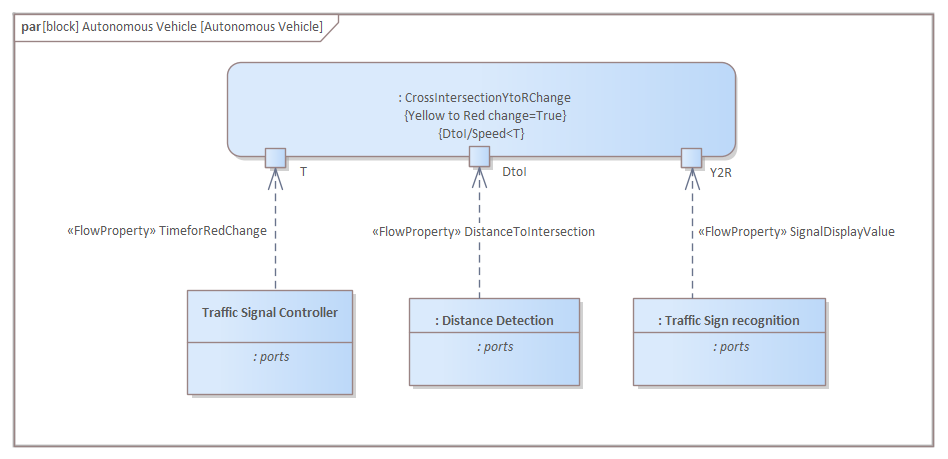 par[block] Autonomous Vehicle [Autonomous Vehicle]
: CrossIntersectionYtoRChange
{Yellow to Red change=True}
{DtoI/Speed<T}
T
DtoI
Y2R
«FlowProperty» TimeforRedChange
«FlowProperty» DistanceToIntersection
«FlowProperty» SignalDisplayValue
Traffic Signal Controller
: ports
: Distance Detection
: ports
: Traffic Sign recognition
: ports